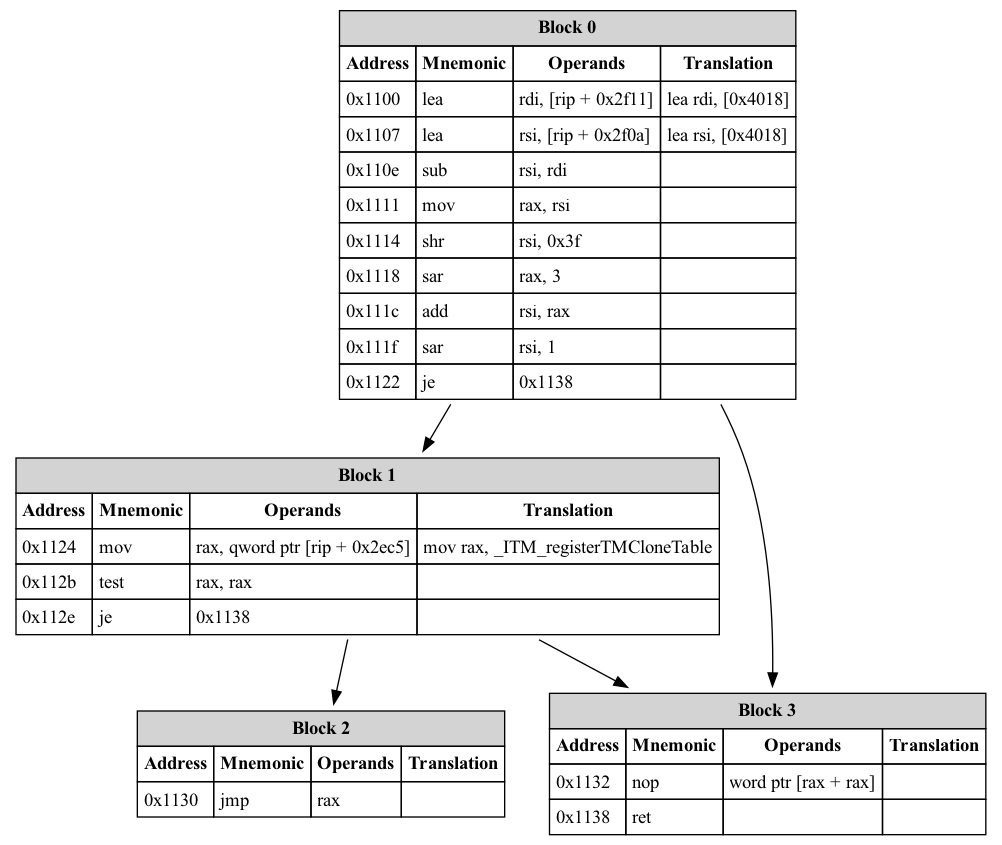 Block 0
Address Mnemonic Operands Translation
0x1100 lea rdi, [rip + 0x2f11] lea rdi, [0x4018]
0x1107 lea rsi, [rip + 0x2f0a] lea rsi, [0x4018]
0x110e sub rsi, rdi
0x1111 mov rax, rsi
0x1114 shr rsi, 0x3f
0x1118 sar rax, 3
0x111c add rsi, rax
0x111f sar rsi, 1
0x1122 je 0x1138
Block 1
Address Mnemonic Operands Translation
0x1124 mov rax, qword ptr [rip + 0x2ec5] mov rax, _ITM_registerTMCloneTable
0x112b test rax, rax
0x112e je 0x1138
Block 2
Address Mnemonic Operands Translation
0x1130 jmp rax
Block 3
Address Mnemonic Operands Translation
0x1132 nop word ptr [rax + rax]
0x1138 ret